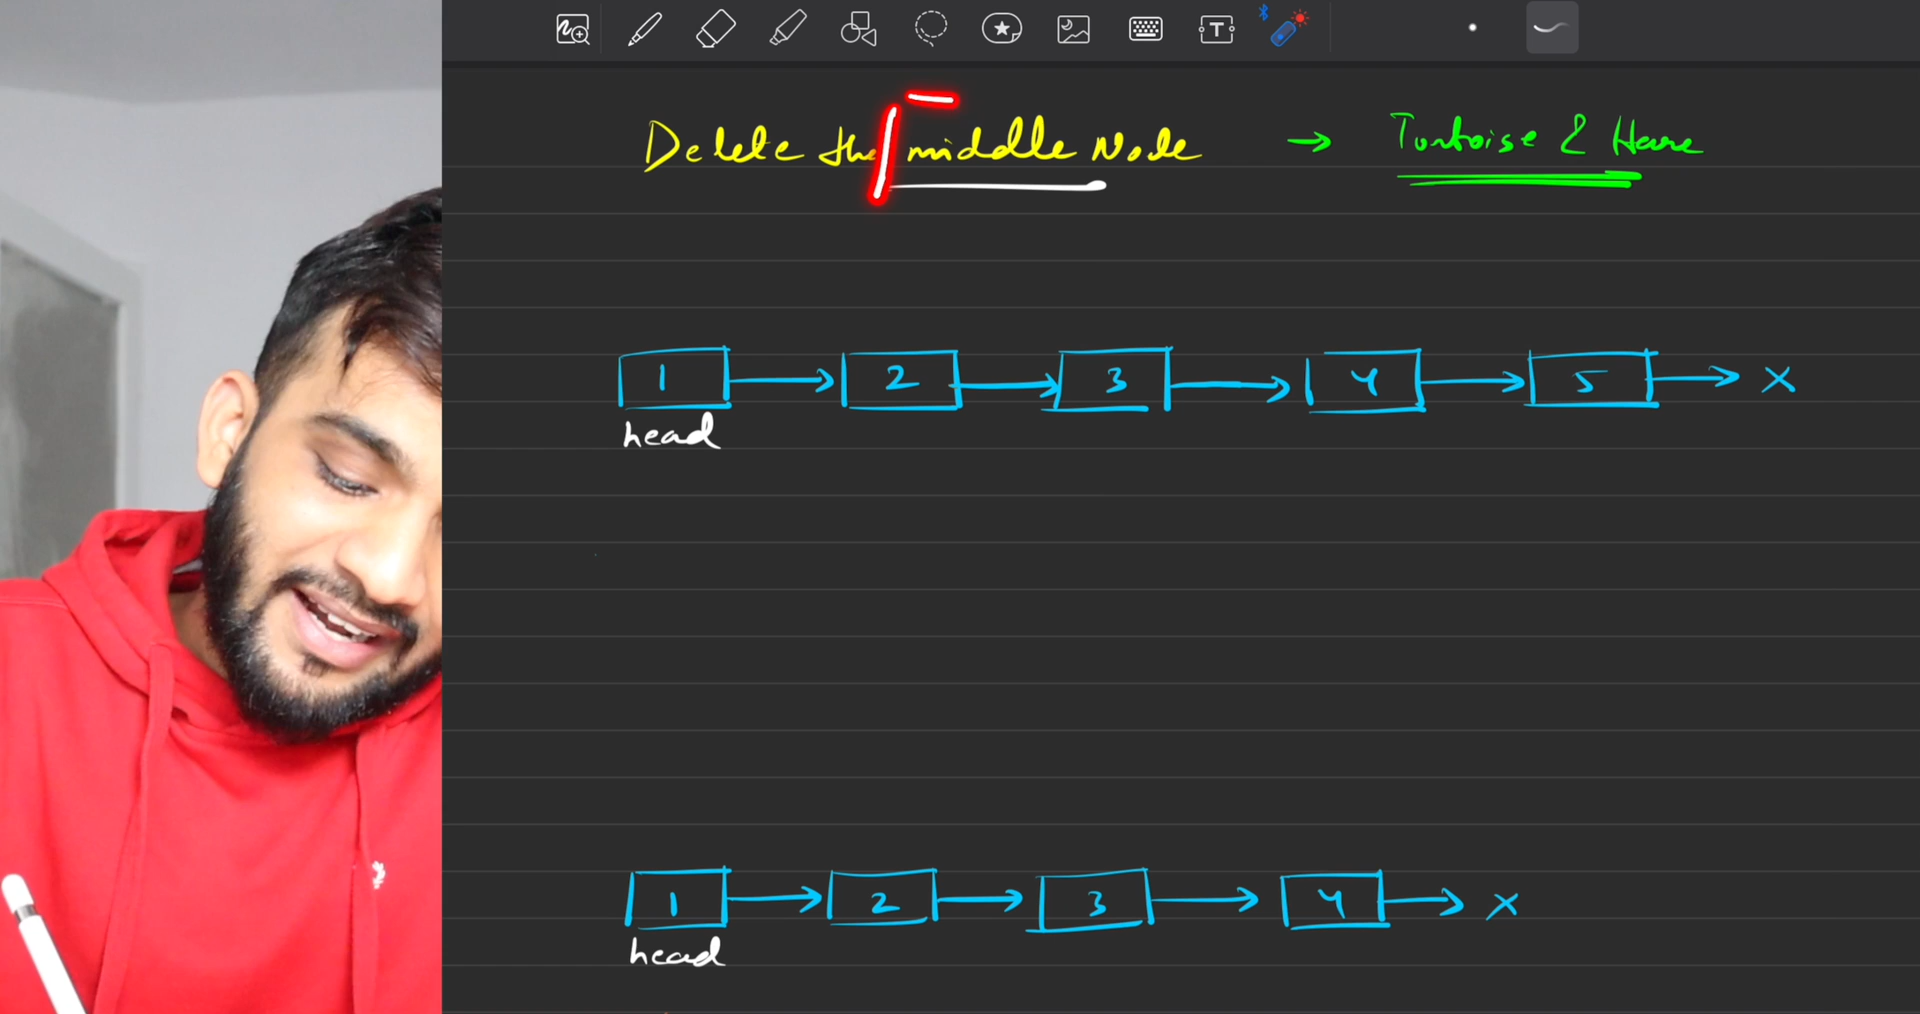 Delete the middle Node → Tortoise & Hare
1 → 2 → 3 → 4 → 5 → X
head
1 → 2 → 3 → 4 → X
head